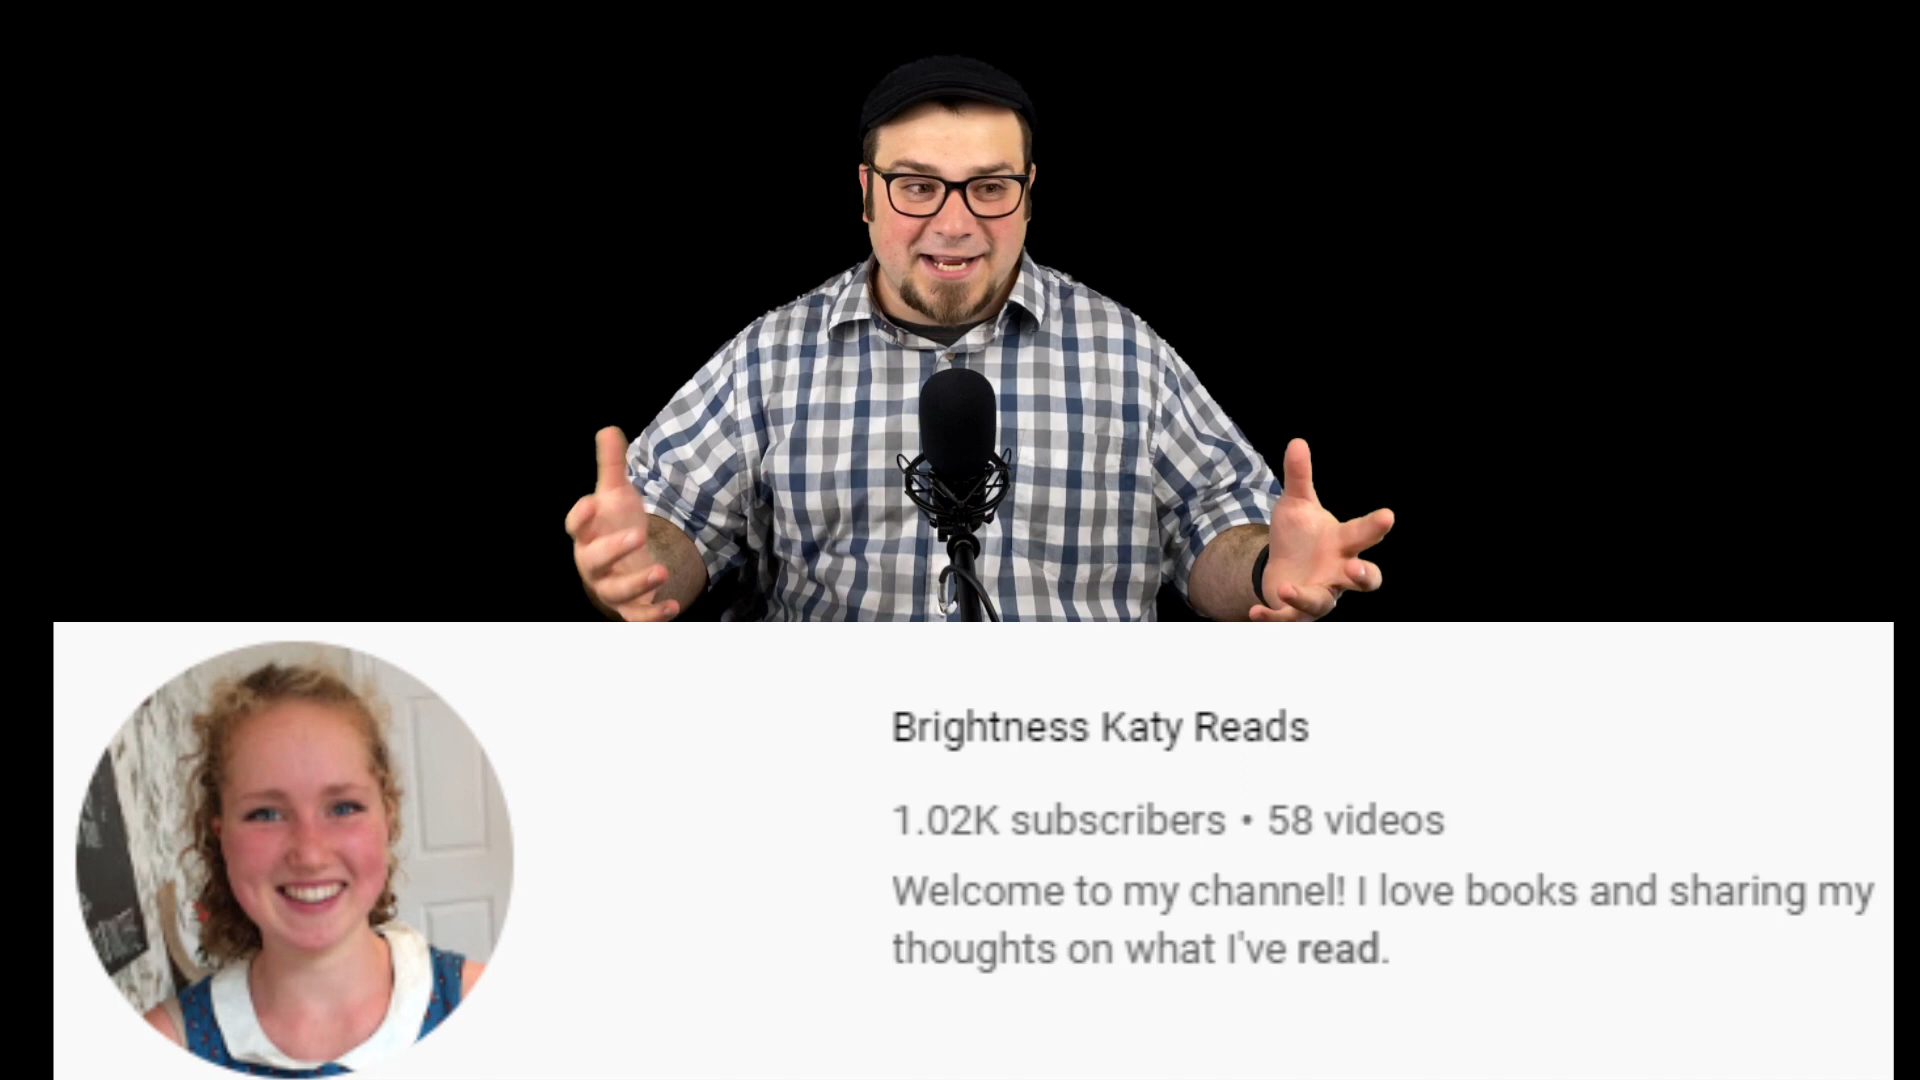 Brightness Katy Reads
1.02K subscribers • 58 videos
Welcome to my channel! I love books and sharing my
thoughts on what I've read.